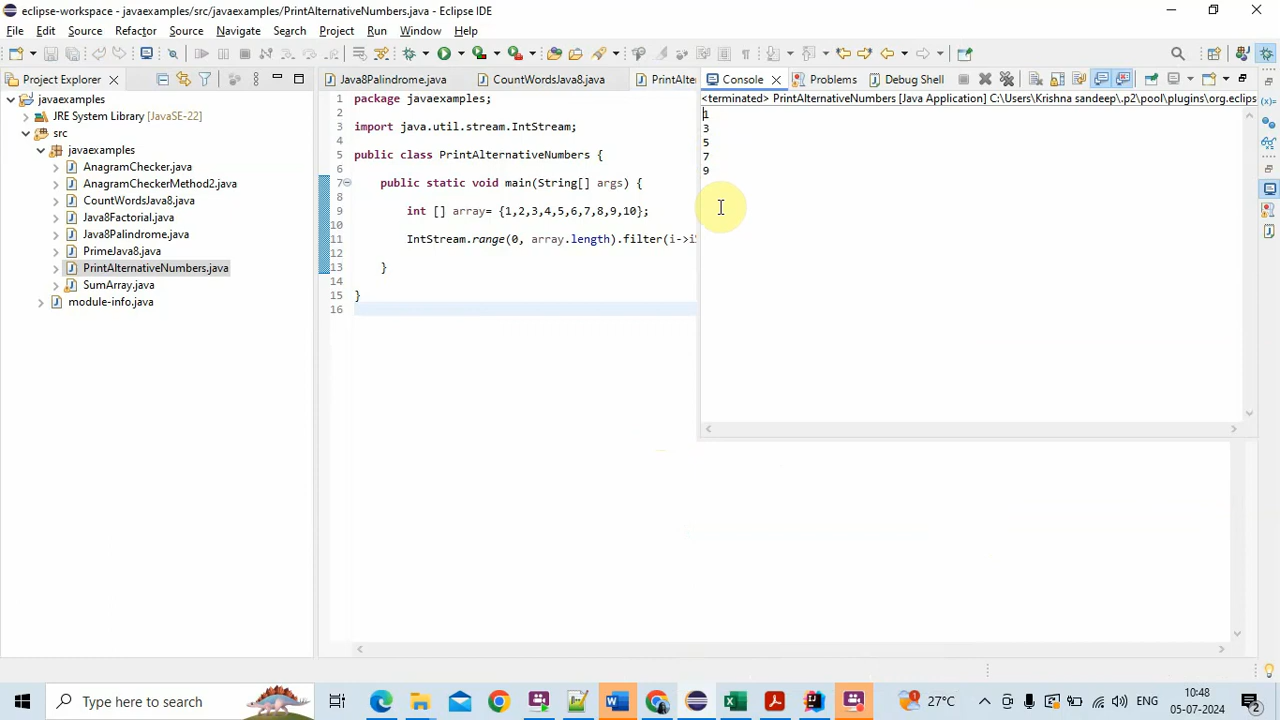 eclipse-workspace - javaexamples/src/javaexamples/PrintAlternativeNumbers.java - Eclipse IDE
File Edit Source Refactor Source Navigate Search Project Run Window Help
Project Explorer
Java8Palindrome.java CountWordsJava8.java PrintAlte Console Problems Debug Shell
<terminated> PrintAlternativeNumbers [Java Application] C:\Users\Krishna sandeep\.p2\pool\plugins\org.eclips
javaexamples
JRE System Library [JavaSE-22]
src
javaexamples
AnagramChecker.java
AnagramCheckerMethod2.java
CountWordsJava8.java
Java8Factorial.java
Java8Palindrome.java
PrimeJava8.java
PrintAlternativeNumbers.java
SumArray.java
module-info.java
1 package javaexamples;
2
3 import java.util.stream.IntStream;
4
5 public class PrintAlternativeNumbers {
6
7 public static void main(String[] args) {
8
9 int [] array= {1,2,3,4,5,6,7,8,9,10};
10
11 IntStream.range(0, array.length).filter(i->i
12
13 }
14
15 }
16
1
3
5
7
9
Type here to search
27°C
ENG
10:48
05-07-2024
2